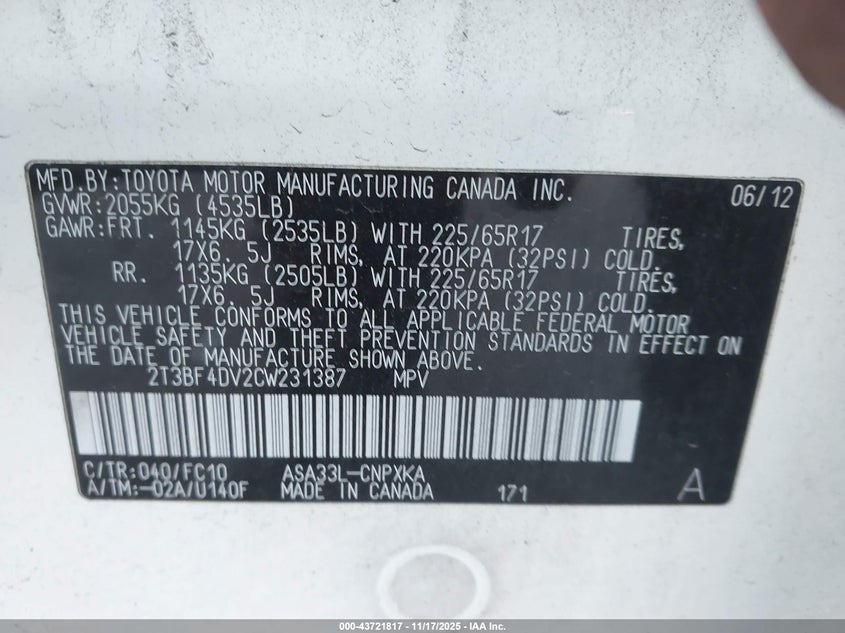 MFD.BY:TOYOTA MOTOR MANUFACTURING CANADA INC. 06/12
GVWR:2055KG (4535LB)
GAWR:FRT. 1145KG (2535LB) WITH 225/65R17 TIRES,
17X6. 5J RIMS, AT 220KPA (32PSI) COLD.
RR. 1135KG (2505LB) WITH 225/65R17 TIRES,
17X6. 5J RIMS, AT 220KPA (32PSI) COLD.
THIS VEHICLE CONFORMS TO ALL APPLICABLE FEDERAL MOTOR
VEHICLE SAFETY AND THEFT PREVENTION STANDARDS IN EFFECT ON
THE DATE OF MANUFACTURE SHOWN ABOVE.
2T3BF4DV2CW231387 MPV
C/TR:040/FC10 ASA33L-CNPXKA
A/TM:-02A/U140F MADE IN CANADA 171 A
000-43721817 - 11/17/2025 - IAA Inc.